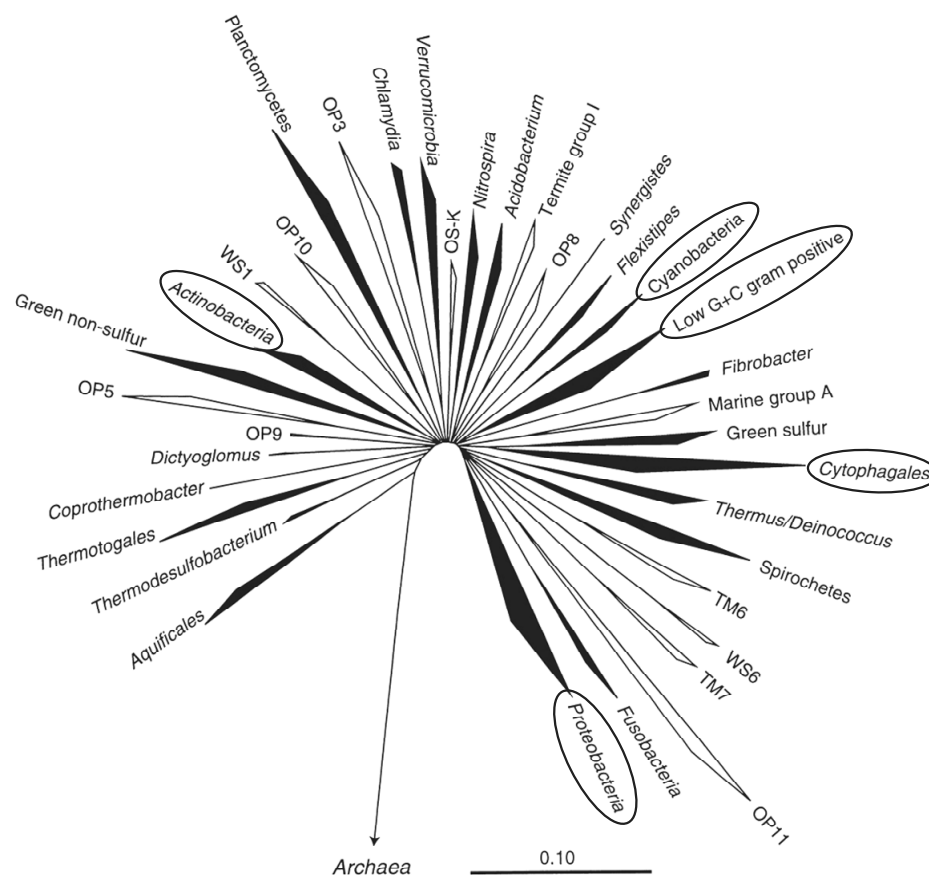 Planctomycetes
OP3
Chlamydia
Verrucomicrobia
OS-K
Nitrospira
Acidobacterium
Termite group I
OP8
Synergistes
Flexistipes
Cyanobacteria
Low G+C gram positive
Fibrobacter
Marine group A
Green sulfur
Cytophagales
Thermus/Deinococcus
Spirochetes
TM6
WS6
TM7
OP11
Fusobacteria
Proteobacteria
Archaea
Aquificales
Thermodesulfobacterium
Thermotogales
Coprothermobacter
Dictyoglomus
OP9
OP5
Green non-sulfur
Actinobacteria
WS1
OP10
0.10